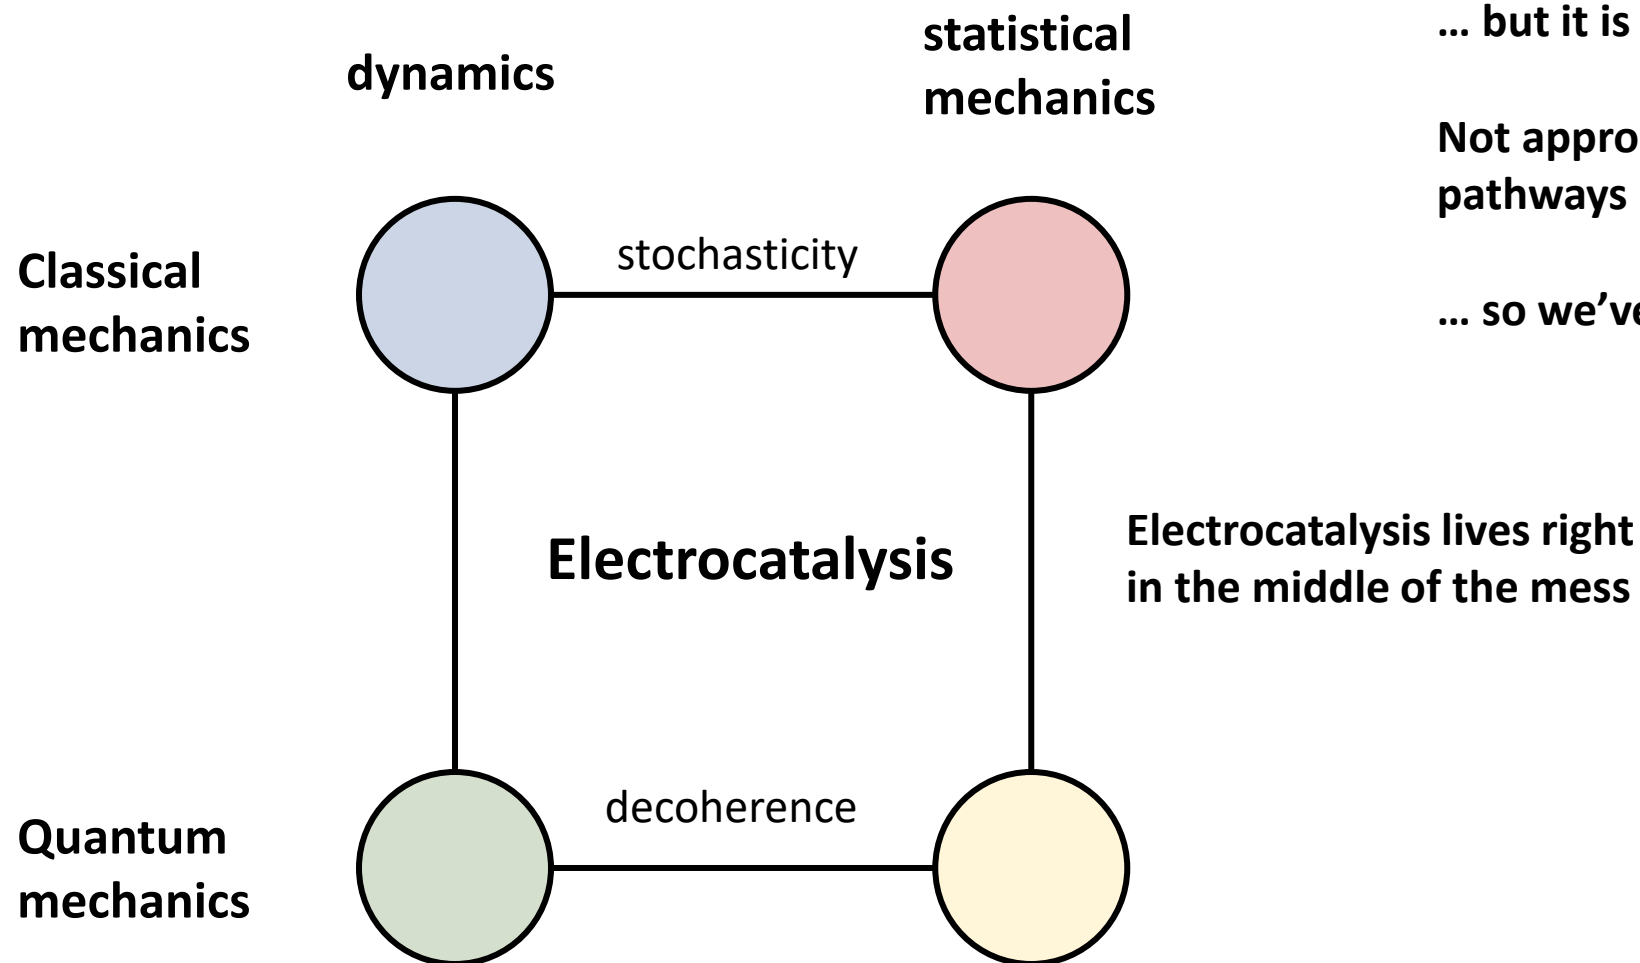 dynamics
statistical
mechanics
… but it is
Not appro
pathways
… so we’ve
Classical
mechanics
stochasticity
Electrocatalysis
Electrocatalysis lives right
in the middle of the mess
Quantum
mechanics
decoherence